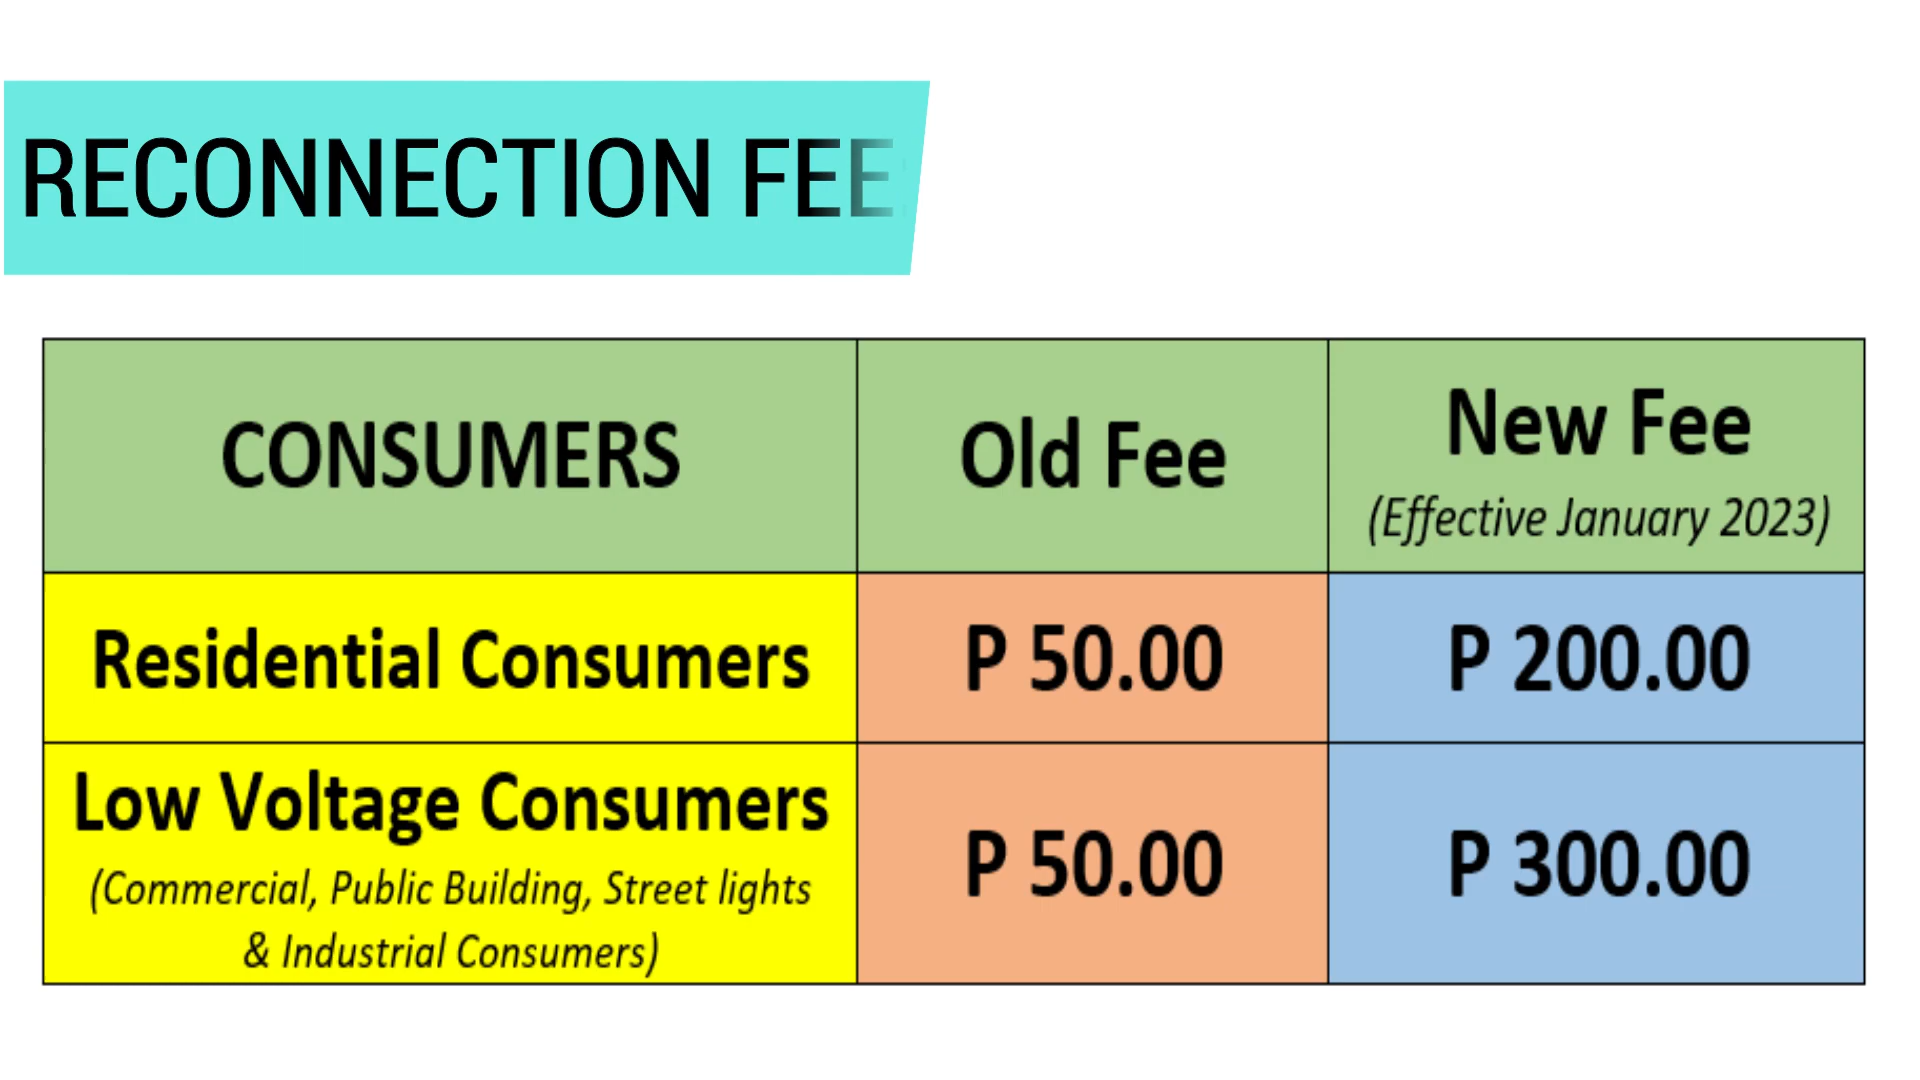 RECONNECTION FEE
CONSUMERS
Old Fee
New Fee
(Effective January 2023)
Residential Consumers
P 50.00
P 200.00
Low Voltage Consumers
(Commercial, Public Building, Street lights
& Industrial Consumers)
P 50.00
P 300.00